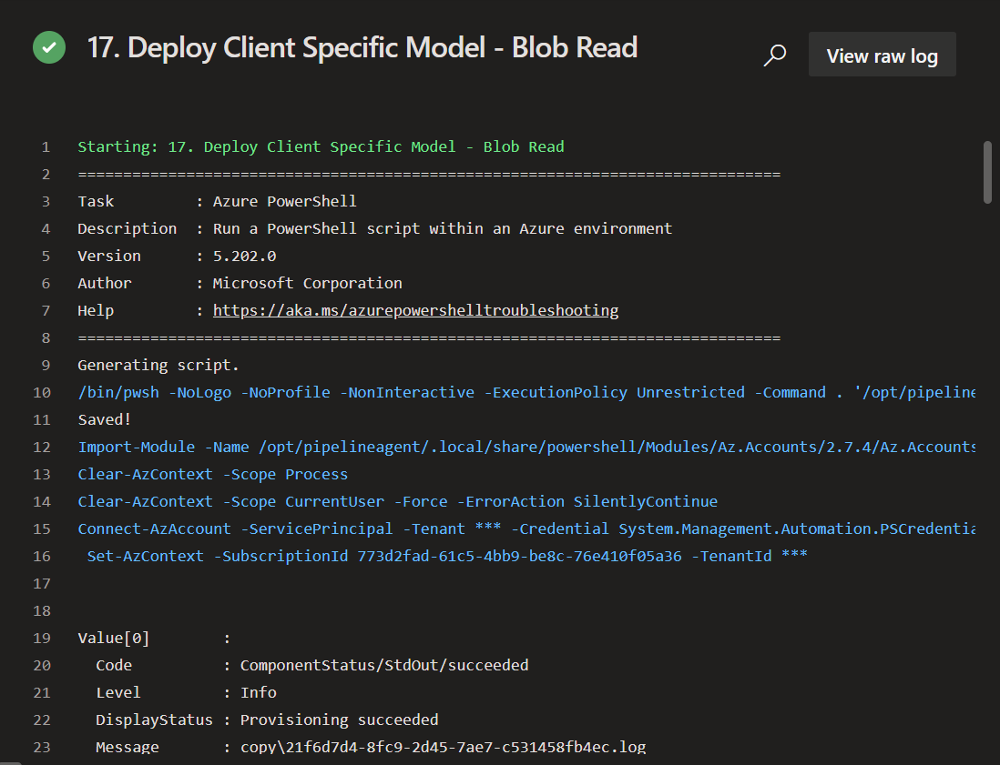 17. Deploy Client Specific Model - Blob Read
View raw log
1 Starting: 17. Deploy Client Specific Model - Blob Read
2 ==============================================================================
3 Task         : Azure PowerShell
4 Description  : Run a PowerShell script within an Azure environment
5 Version      : 5.202.0
6 Author       : Microsoft Corporation
7 Help         : https://aka.ms/azurepowershelltroubleshooting
8 ==============================================================================
9 Generating script.
10 /bin/pwsh -NoLogo -NoProfile -NonInteractive -ExecutionPolicy Unrestricted -Command . '/opt/pipeline
11 Saved!
12 Import-Module -Name /opt/pipelineagent/.local/share/powershell/Modules/Az.Accounts/2.7.4/Az.Accounts
13 Clear-AzContext -Scope Process
14 Clear-AzContext -Scope CurrentUser -Force -ErrorAction SilentlyContinue
15 Connect-AzAccount -ServicePrincipal -Tenant *** -Credential System.Management.Automation.PSCredentia
16  Set-AzContext -SubscriptionId 773d2fad-61c5-4bb9-be8c-76e410f05a36 -TenantId ***
17
18
19 Value[0]        :
20   Code          : ComponentStatus/StdOut/succeeded
21   Level         : Info
22   DisplayStatus : Provisioning succeeded
23   Message       : copy\21f6d7d4-8fc9-2d45-7ae7-c531458fb4ec.log